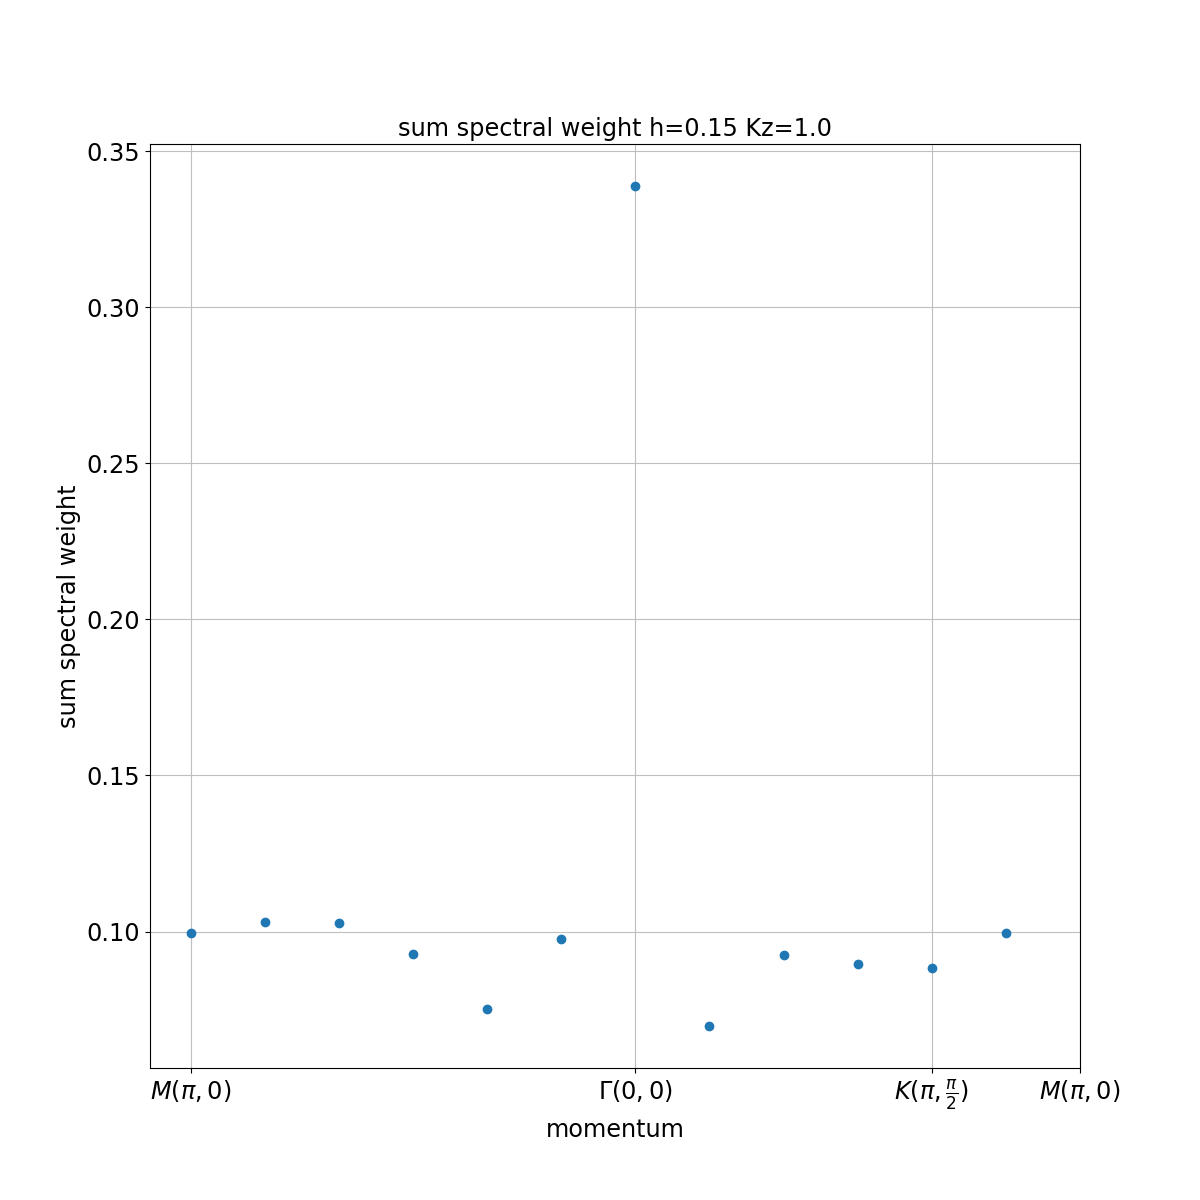 sum spectral weight h=0.15 Kz=1.0
0.35
0.30
0.25
0.20
0.15
0.10
sum spectral weight
M(π, 0) Γ(0, 0) K(π, π/2) M(π, 0)
momentum